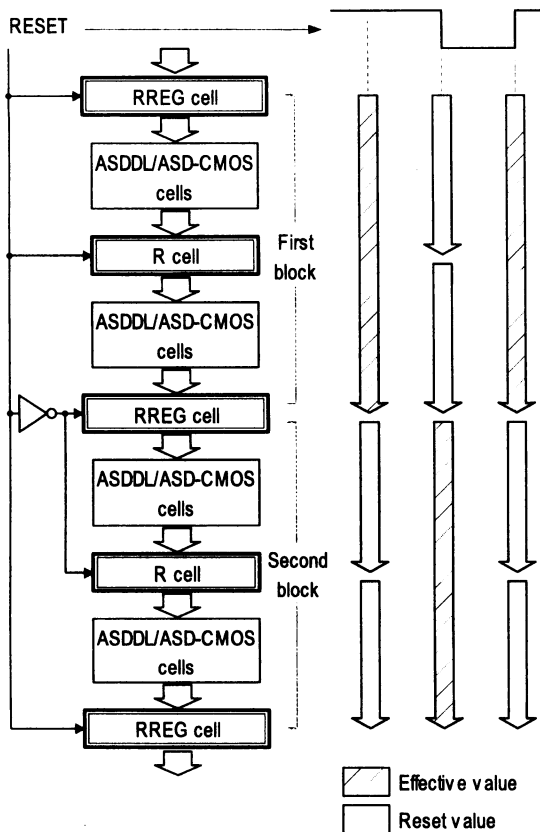 RESET
RREG cell
ASDDL/ASD-CMOS
cells
R cell
First
block
ASDDL/ASD-CMOS
cells
RREG cell
ASDDL/ASD-CMOS
cells
R cell
Second
block
ASDDL/ASD-CMOS
cells
RREG cell
Effective value
Reset value